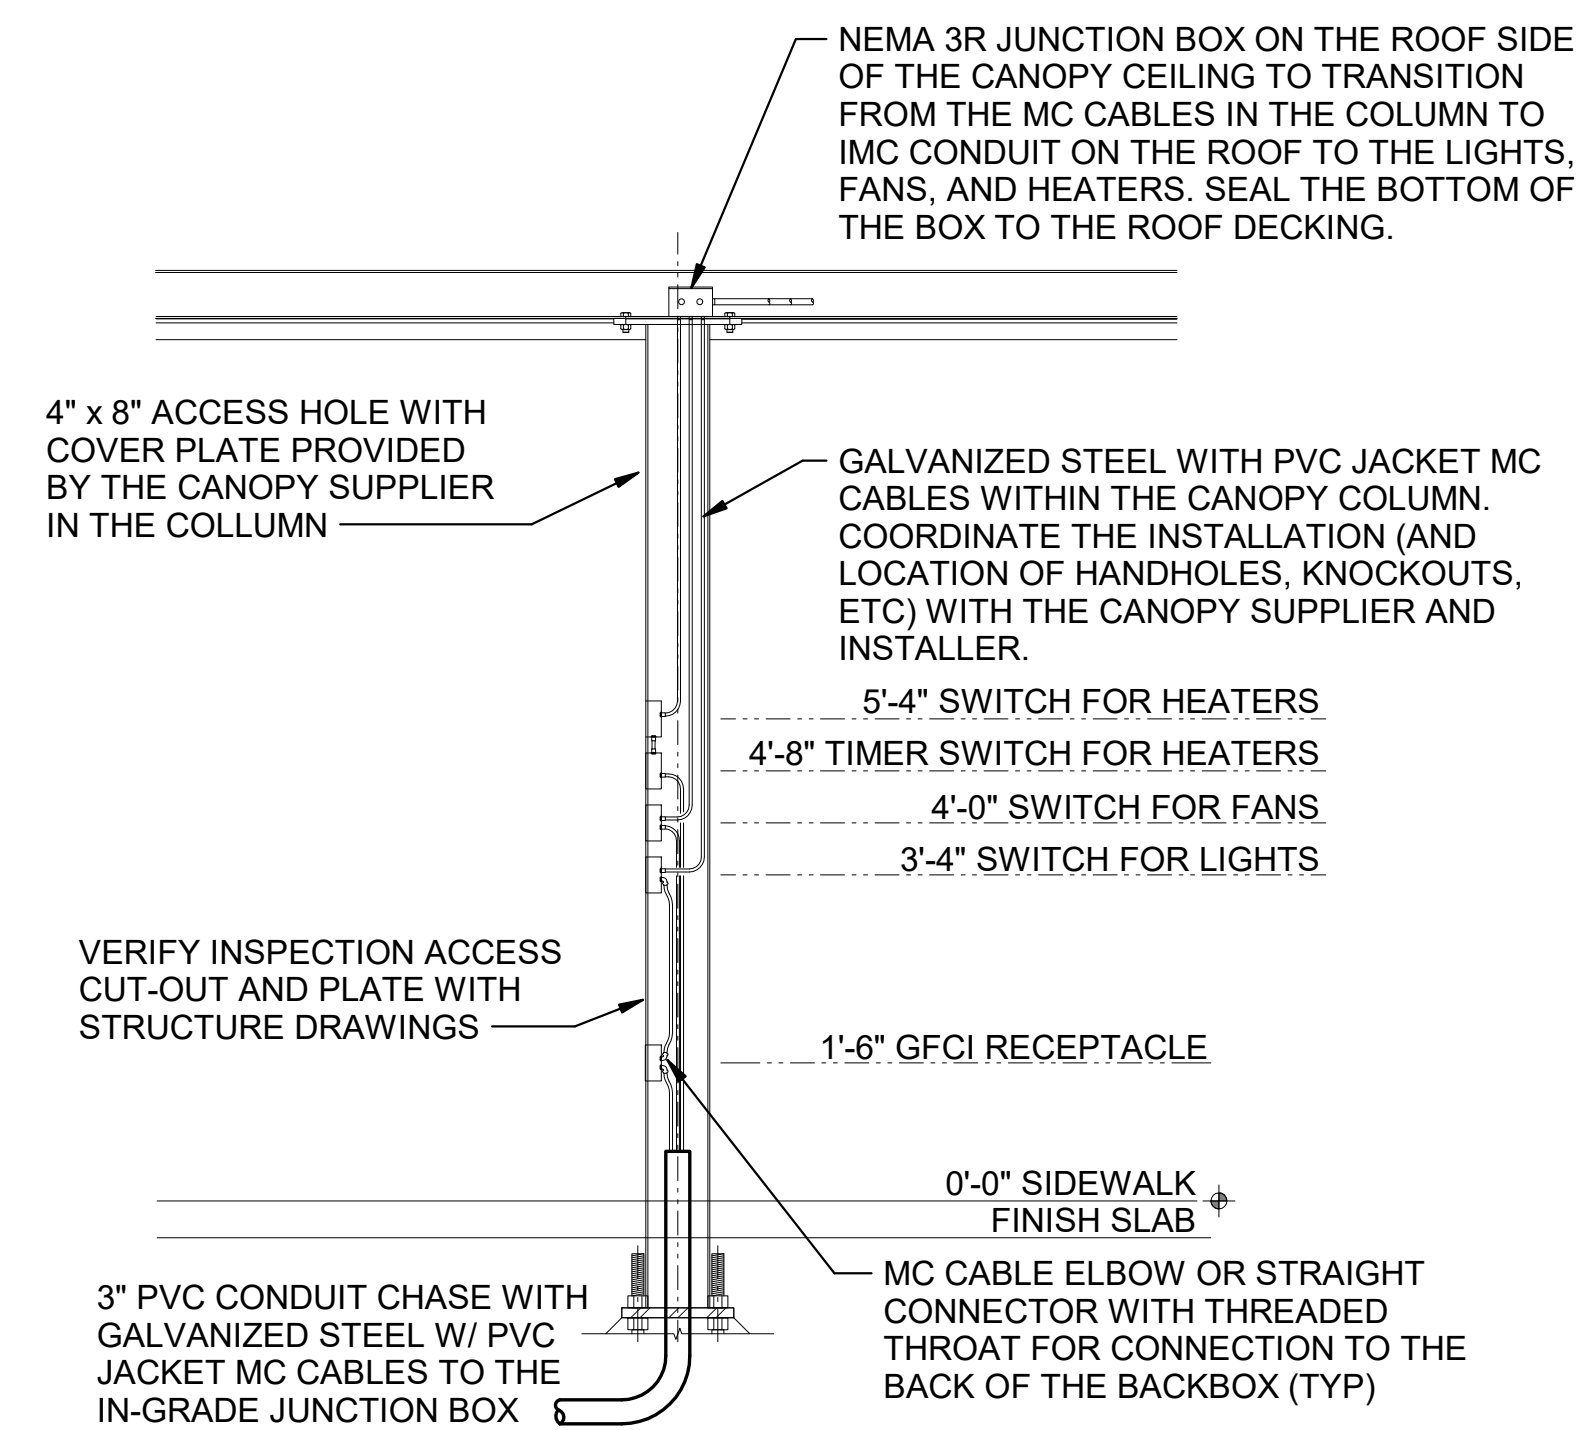 NEMA 3R JUNCTION BOX ON THE ROOF SIDE
OF THE CANOPY CEILING TO TRANSITION
FROM THE MC CABLES IN THE COLUMN TO
IMC CONDUIT ON THE ROOF TO THE LIGHTS,
FANS, AND HEATERS. SEAL THE BOTTOM OF
THE BOX TO THE ROOF DECKING.
4" x 8" ACCESS HOLE WITH
COVER PLATE PROVIDED
BY THE CANOPY SUPPLIER
IN THE COLLUMN
GALVANIZED STEEL WITH PVC JACKET MC
CABLES WITHIN THE CANOPY COLUMN.
COORDINATE THE INSTALLATION (AND
LOCATION OF HANDHOLES, KNOCKOUTS,
ETC) WITH THE CANOPY SUPPLIER AND
INSTALLER.
5'-4" SWITCH FOR HEATERS
4'-8" TIMER SWITCH FOR HEATERS
4'-0" SWITCH FOR FANS
3'-4" SWITCH FOR LIGHTS
VERIFY INSPECTION ACCESS
CUT-OUT AND PLATE WITH
STRUCTURE DRAWINGS
1'-6" GFCI RECEPTACLE
0'-0" SIDEWALK
FINISH SLAB
3" PVC CONDUIT CHASE WITH
GALVANIZED STEEL W/ PVC
JACKET MC CABLES TO THE
IN-GRADE JUNCTION BOX
MC CABLE ELBOW OR STRAIGHT
CONNECTOR WITH THREADED
THROAT FOR CONNECTION TO THE
BACK OF THE BACKBOX (TYP)